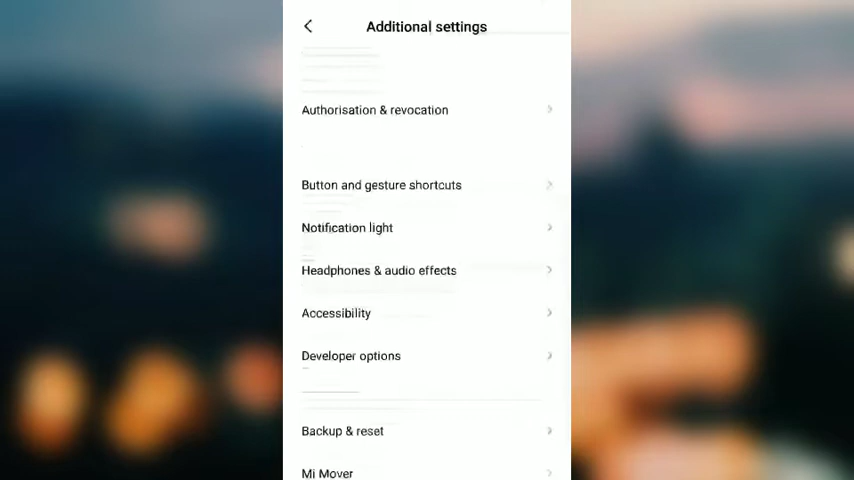 Additional settings
Authorisation & revocation
Button and gesture shortcuts
Notification light
Headphones & audio effects
Accessibility
Developer options
Backup & reset
Mi Mover